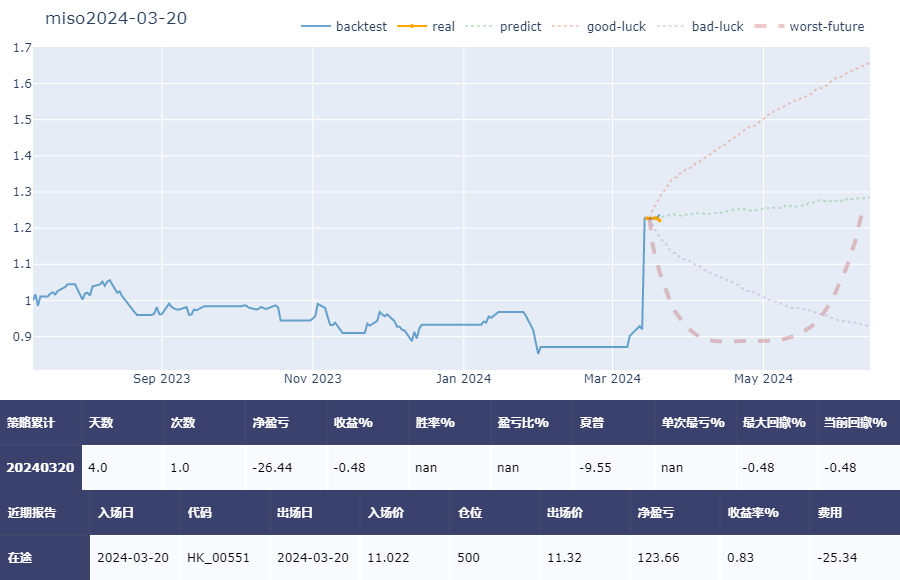 miso2024-03-20
backtest real predict good-luck bad-luck worst-future
1.7
1.6
1.5
1.4
1.3
1.2
1.1
1
0.9
Sep 2023 Nov 2023 Jan 2024 Mar 2024 May 2024
策略累计 天数 次数 净盈亏 收益% 胜率% 盈亏比% 夏普 单次最亏% 最大回撤% 当前回撤%
20240320 4.0 1.0 -26.44 -0.48 nan nan -9.55 nan -0.48 -0.48
近期报告 入场日 代码 出场日 入场价 仓位 出场价 净盈亏 收益率% 费用
在途 2024-03-20 HK_00551 2024-03-20 11.022 500 11.32 123.66 0.83 -25.34